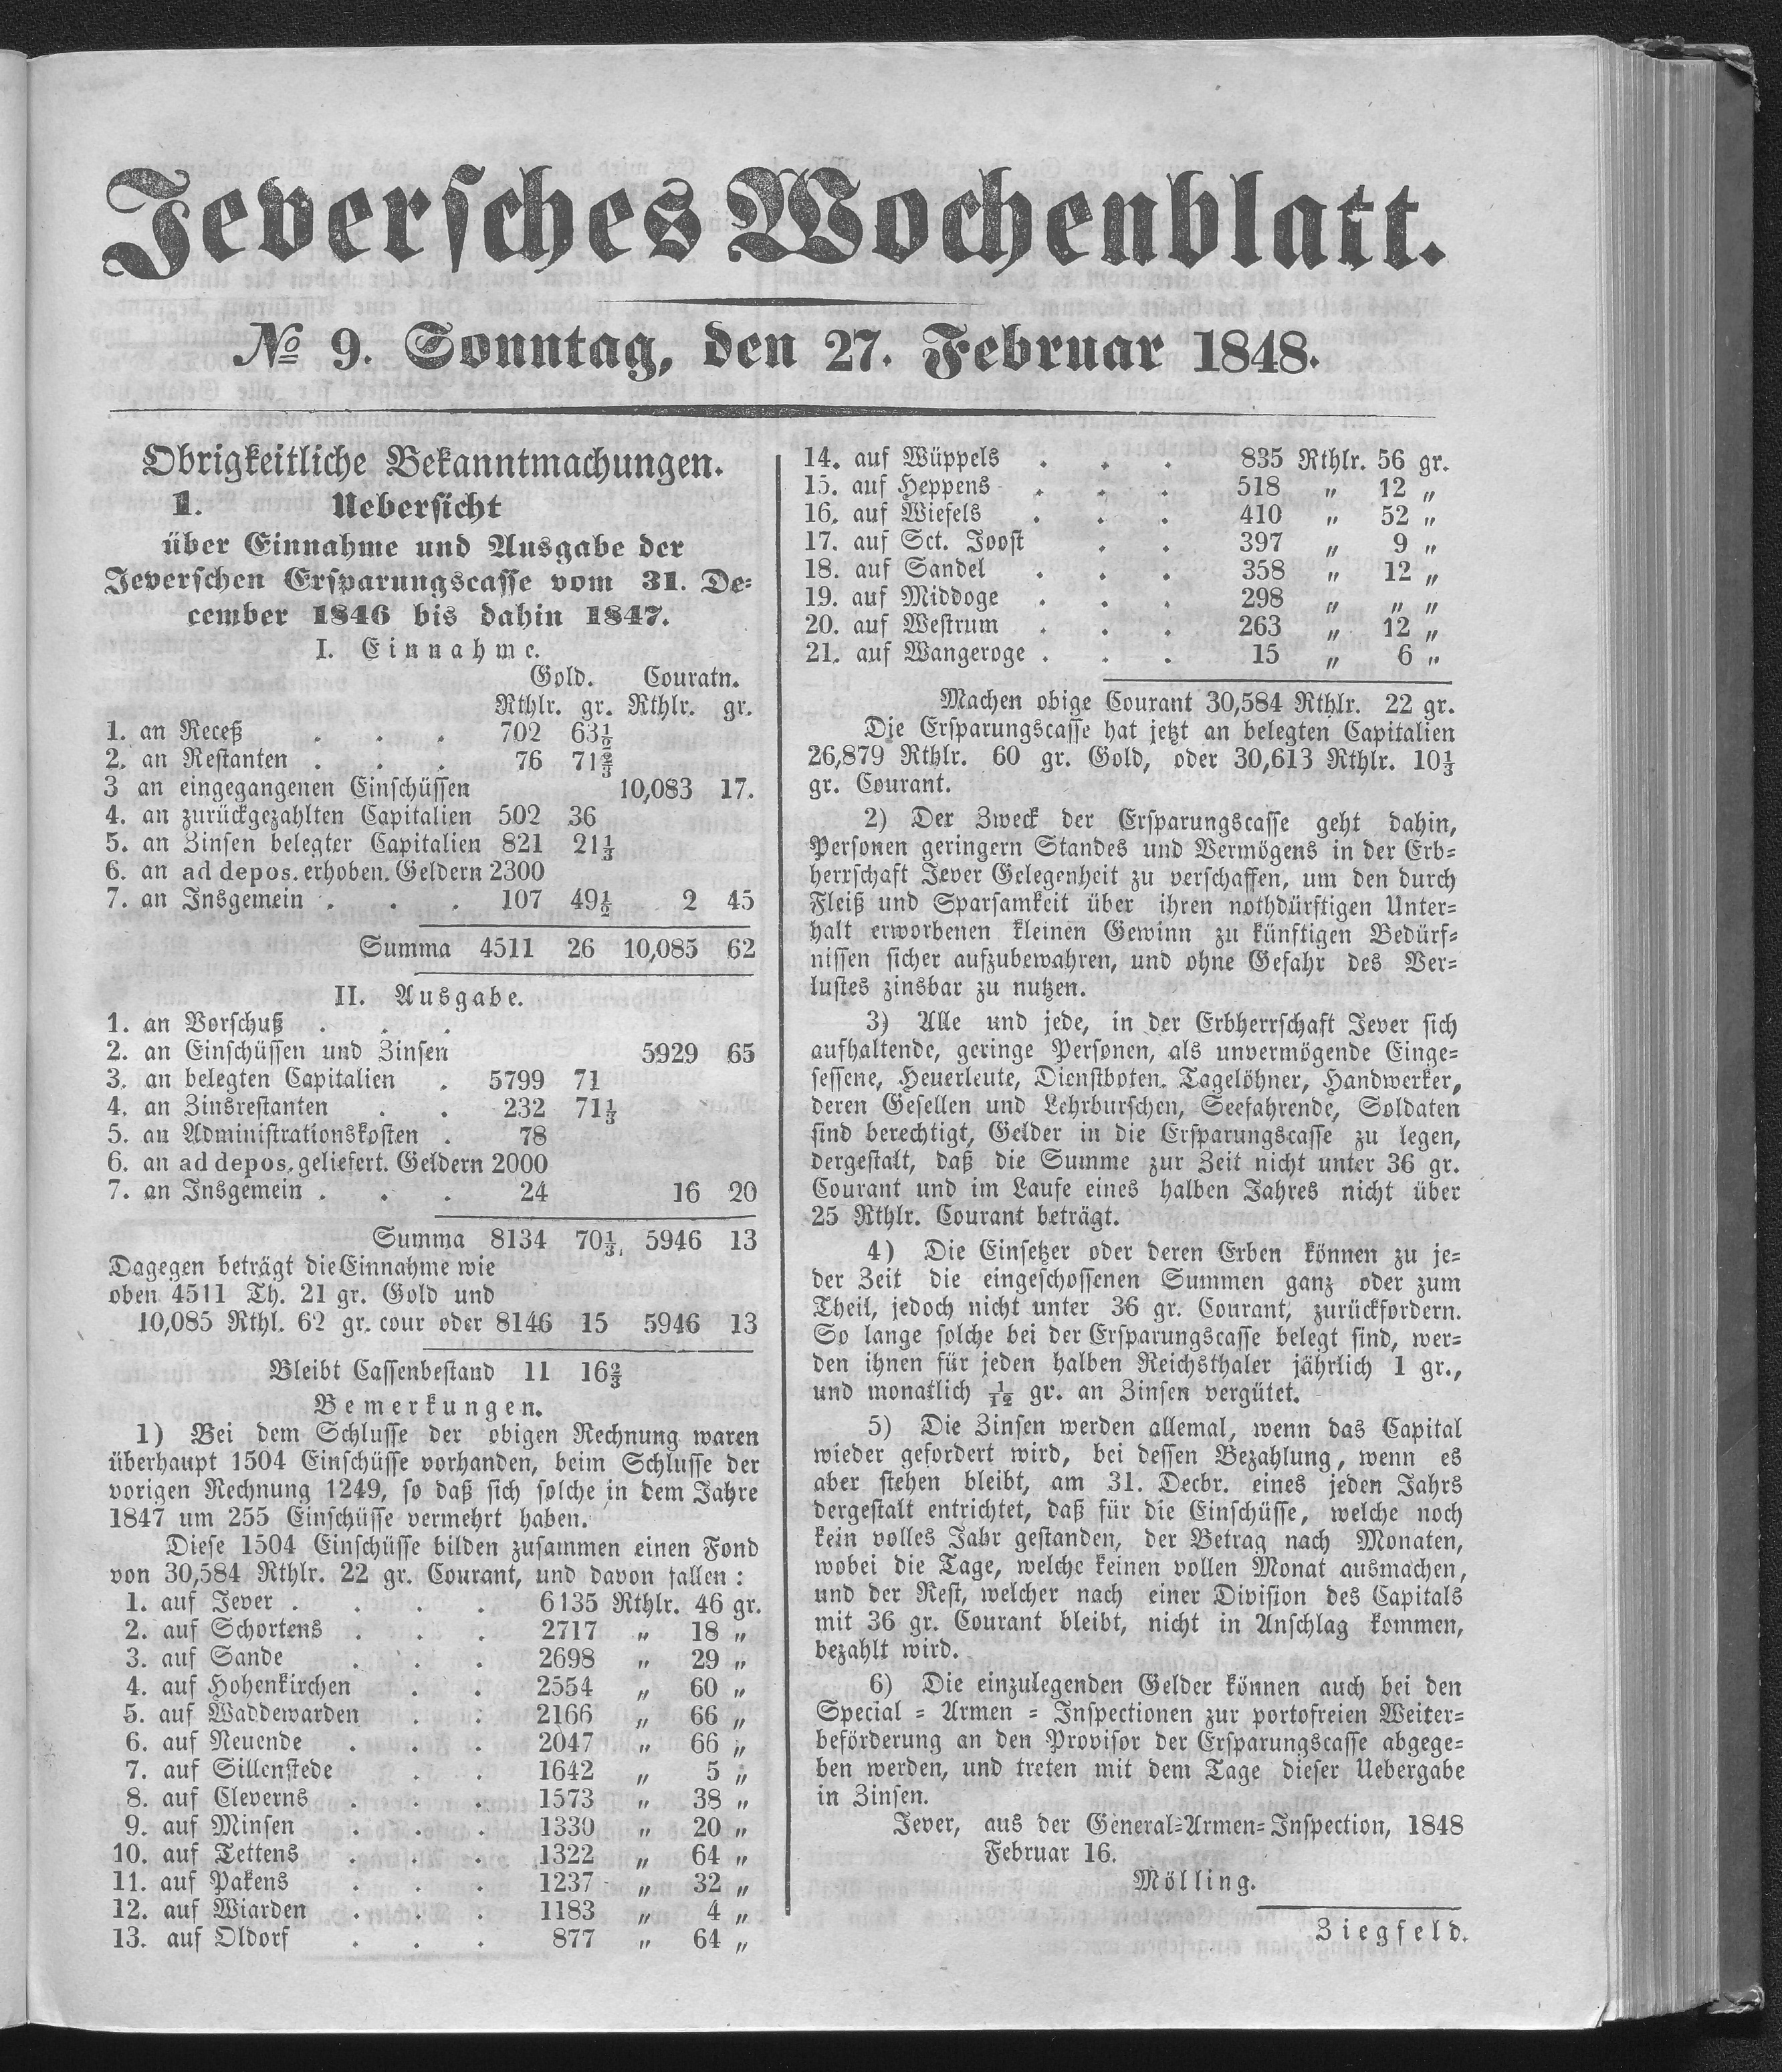 Jeversches Wochenblatt.
№ 9. Sonntag, den 27. Februar 1848.
Obrigkeitliche Bekanntmachungen.
1. Uebersicht
über Einnahme und Ausgabe der
Jeverschen Ersparungscasse vom 31. De-
cember 1846 bis dahin 1847.
I. Einnahme.
Gold. Couratn.
Rthlr. gr. Rthlr. gr.
1. an Receß . . . 702 63½
2. an Restanten . . . 76 71⅔
3 an eingegangenen Einschüssen 10,083 17.
4. an zurückgezahlten Capitalien 502 36
5. an Zinsen belegter Capitalien 821 21⅓
6. an ad depos. erhoben. Geldern 2300
7. an Insgemein . . . 107 49½ 2 45
Summa 4511 26 10,085 62
II. Ausgabe.
1. an Vorschuß . . .
2. an Einschüssen und Zinsen 5929 65
3. an belegten Capitalien . 5799 71
4. an Zinsrestanten . . 232 71⅓
5. an Administrationskosten . 78
6. an ad depos. geliefert. Geldern 2000
7. an Insgemein . . . 24 16 20
Summa 8134 70⅓ 5946 13
Dagegen beträgt die Einnahme wie
oben 4511 Th. 21 gr. Gold und
10,085 Rthl. 62 gr. cour oder 8146 15 5946 13
Bleibt Cassenbestand 11 16⅔
Bemerkungen.
1) Bei dem Schlusse der obigen Rechnung waren
überhaupt 1504 Einschüsse vorhanden, beim Schlusse der
vorigen Rechnung 1249, so daß sich solche in dem Jahre
1847 um 255 Einschüsse vermehrt haben.
Diese 1504 Einschüsse bilden zusammen einen Fond
von 30,584 Rthlr. 22 gr. Courant, und davon fallen:
1. auf Jever . . . . 6135 Rthlr. 46 gr.
2. auf Schortens . . . 2717 „ 18 „
3. auf Sande . . . 2698 „ 29 „
4. auf Hohenkirchen . . 2554 „ 60 „
5. auf Waddewarden . . 2166 „ 66 „
6. auf Neuende . . . 2047 „ 66 „
7. auf Sillenstede . . 1642 „ 5 „
8. auf Cleverns . . . 1573 „ 38 „
9. auf Minsen . . . 1330 „ 20 „
10. auf Tettens . . . 1322 „ 64 „
11. auf Pakens . . . 1237 „ 32 „
12. auf Wiarden . . . 1183 „ 4 „
13. auf Oldorf . . . 877 „ 64 „
14. auf Wüppels . . . 835 Rthlr. 56 gr.
15. auf Heppens . . . 518 „ 12 „
16. auf Wiefels . . . 410 „ 52 „
17. auf Sct. Joost . . 397 „ 9 „
18. auf Sandel . . . 358 „ 12 „
19. auf Middoge . . . 298 „ „ „
20. auf Westrum . . . 263 „ 12 „
21. auf Wangeroge . . . 15 „ 6 „
Machen obige Courant 30,584 Rthlr. 22 gr.
Die Ersparungscasse hat jetzt an belegten Capitalien
26,879 Rthlr. 60 gr. Gold, oder 30,613 Rthlr. 10⅓
gr. Courant.
2) Der Zweck der Ersparungscasse geht dahin,
Personen geringern Standes und Vermögens in der Erb-
herrschaft Jever Gelegenheit zu verschaffen, um den durch
Fleiß und Sparsamkeit über ihren nothdürftigen Unter-
halt erworbenen kleinen Gewinn zu künftigen Bedürf-
nissen sicher aufzubewahren, und ohne Gefahr des Ver-
lustes zinsbar zu nutzen.
3) Alle und jede, in der Erbherrschaft Jever sich
aufhaltende, geringe Personen, als unvermögende Einge-
sessene, Heuerleute, Dienstboten. Tagelöhner, Handwerker,
deren Gesellen und Lehrburschen, Seefahrende, Soldaten
sind berechtigt, Gelder in die Ersparungscasse zu legen,
dergestalt, daß die Summe zur Zeit nicht unter 36 gr.
Courant und im Laufe eines halben Jahres nicht über
25 Rthlr. Courant beträgt.
4) Die Einsetzer oder deren Erben können zu je-
der Zeit die eingeschossenen Summen ganz oder zum
Theil, jedoch nicht unter 36 gr. Courant, zurückfordern.
So lange solche bei der Ersparungscasse belegt sind, wer-
den ihnen für jeden halben Reichsthaler jährlich 1 gr.,
und monatlich 1/12 gr. an Zinsen vergütet.
5) Die Zinsen werden allemal, wenn das Capital
wieder gefordert wird, bei dessen Bezahlung, wenn es
aber stehen bleibt, am 31. Decbr. eines jeden Jahrs
dergestalt entrichtet, daß für die Einschüsse, welche noch
kein volles Jahr gestanden, der Betrag nach Monaten,
wobei die Tage, welche keinen vollen Monat ausmachen,
und der Rest, welcher nach einer Division des Capitals
mit 36 gr. Courant bleibt, nicht in Anschlag kommen,
bezahlt wird.
6) Die einzulegenden Gelder können auch bei den
Special - Armen - Inspectionen zur portofreien Weiter-
beförderung an den Provisor der Ersparungscasse abgege-
ben werden, und treten mit dem Tage dieser Uebergabe
in Zinsen.
Jever, aus der General-Armen-Inspection, 1848
Februar 16.
Mölling.
Ziegfeld.